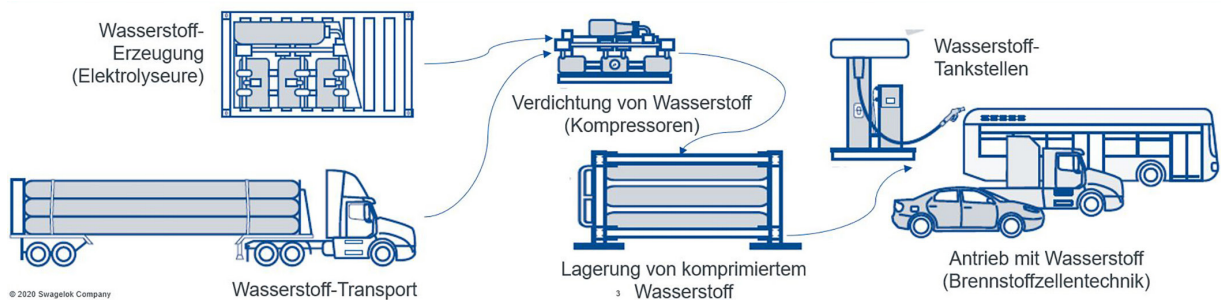 Wasserstoff-
Erzeugung
(Elektrolyseure)
Verdichtung von Wasserstoff
(Kompressoren)
Wasserstoff-
Tankstellen
Wasserstoff-Transport
Lagerung von komprimiertem
Wasserstoff
Antrieb mit Wasserstoff
(Brennstoffzellentechnik)
© 2020 Swagelok Company
3